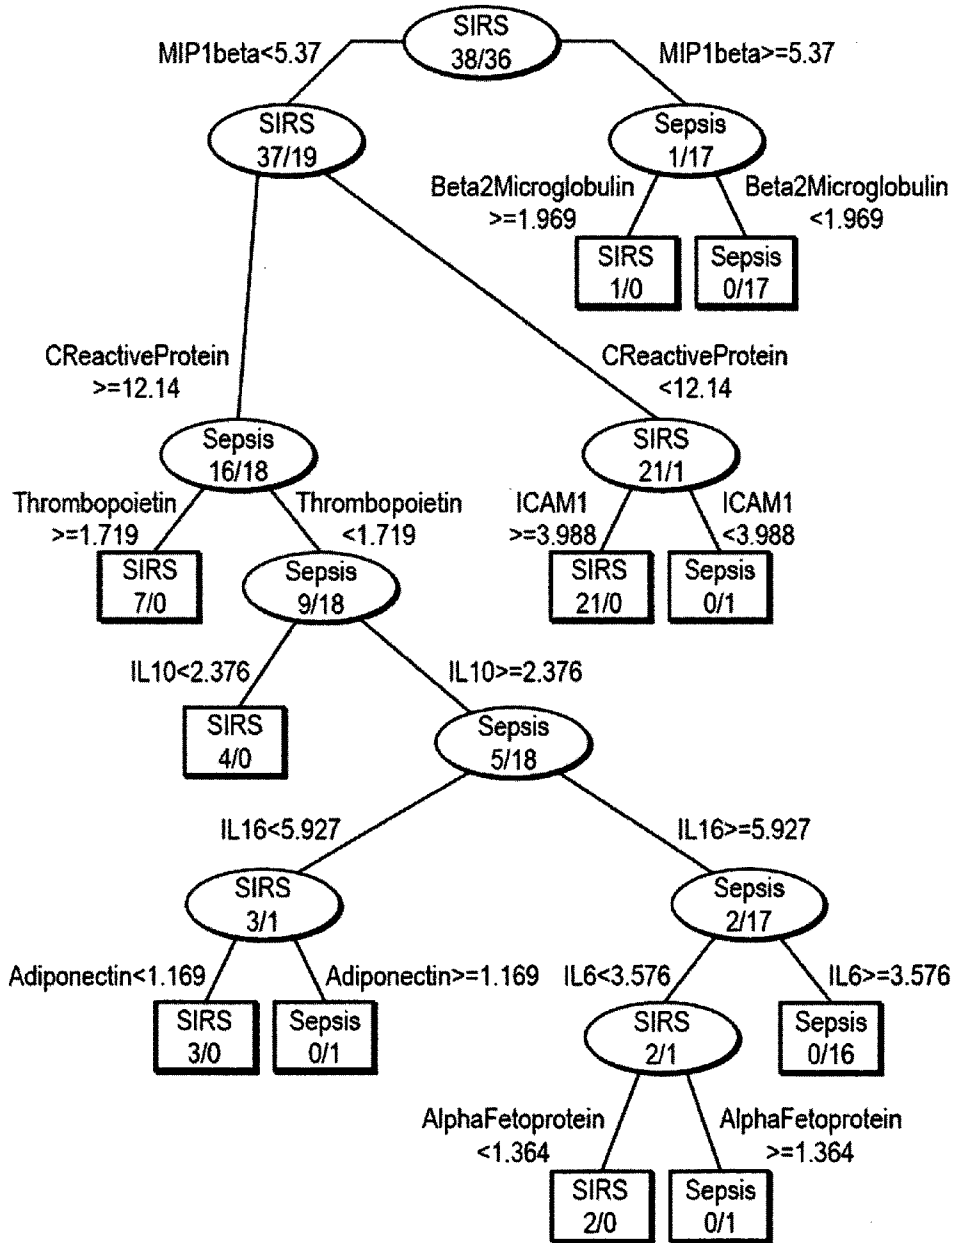 SIRS
38/36
MIP1beta<5.37
MIP1beta>=5.37
SIRS
37/19
Sepsis
1/17
Beta2Microglobulin
>=1.969
Beta2Microglobulin
<1.969
SIRS
1/0
Sepsis
0/17
CReactiveProtein
>=12.14
CReactiveProtein
<12.14
Sepsis
16/18
SIRS
21/1
Thrombopoietin
>=1.719
Thrombopoietin
<1.719
ICAM1
>=3.988
ICAM1
<3.988
SIRS
7/0
Sepsis
9/18
SIRS
21/0
Sepsis
0/1
IL10<2.376
IL10>=2.376
SIRS
4/0
Sepsis
5/18
IL16<5.927
IL16>=5.927
SIRS
3/1
Sepsis
2/17
Adiponectin<1.169
Adiponectin>=1.169
IL6<3.576
IL6>=3.576
SIRS
3/0
Sepsis
0/1
SIRS
2/1
Sepsis
0/16
AlphaFetoprotein
<1.364
AlphaFetoprotein
>=1.364
SIRS
2/0
Sepsis
0/1